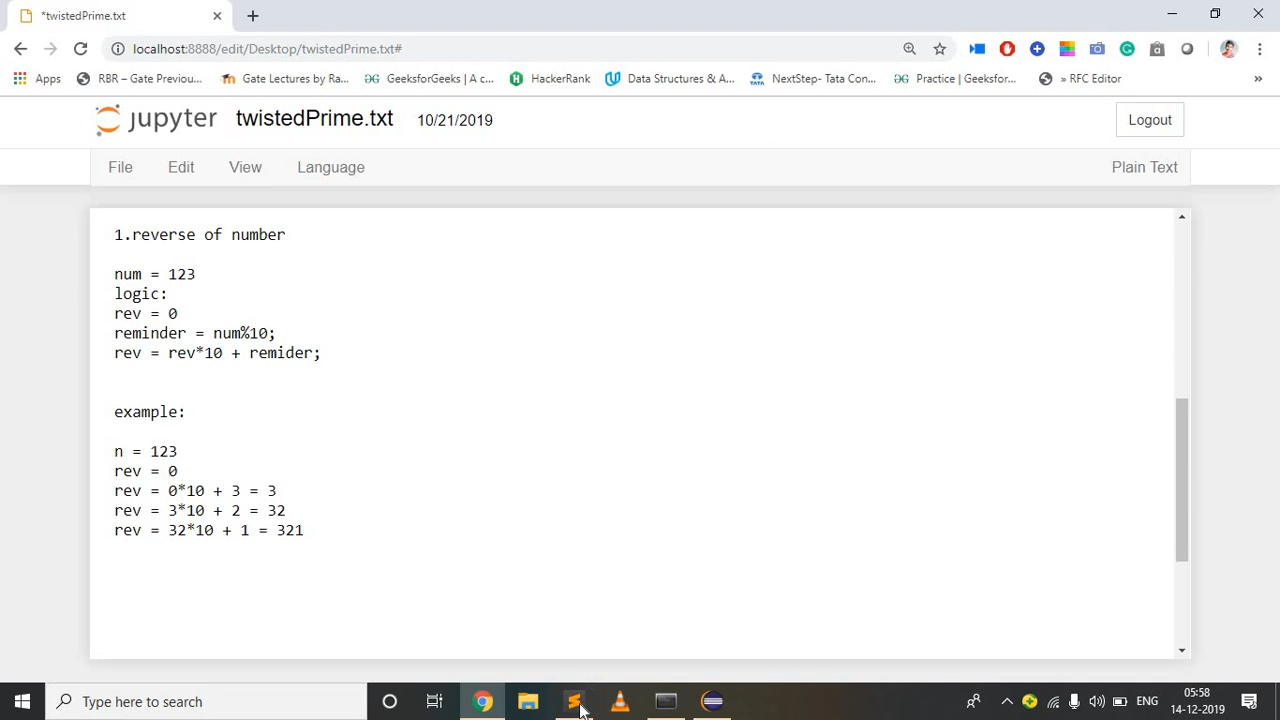 *twistedPrime.txt
localhost:8888/edit/Desktop/twistedPrime.txt#
Apps RBR – Gate Previou... Gate Lectures by Ra... GeeksforGeeks | A c... HackerRank Data Structures & A... NextStep- Tata Con... Practice | Geeksfor... » RFC Editor »
jupyter twistedPrime.txt 10/21/2019 Logout
File Edit View Language Plain Text
1.reverse of number
num = 123
logic:
rev = 0
reminder = num%10;
rev = rev*10 + remider;
example:
n = 123
rev = 0
rev = 0*10 + 3 = 3
rev = 3*10 + 2 = 32
rev = 32*10 + 1 = 321
Type here to search ENG 05:58
14-12-2019